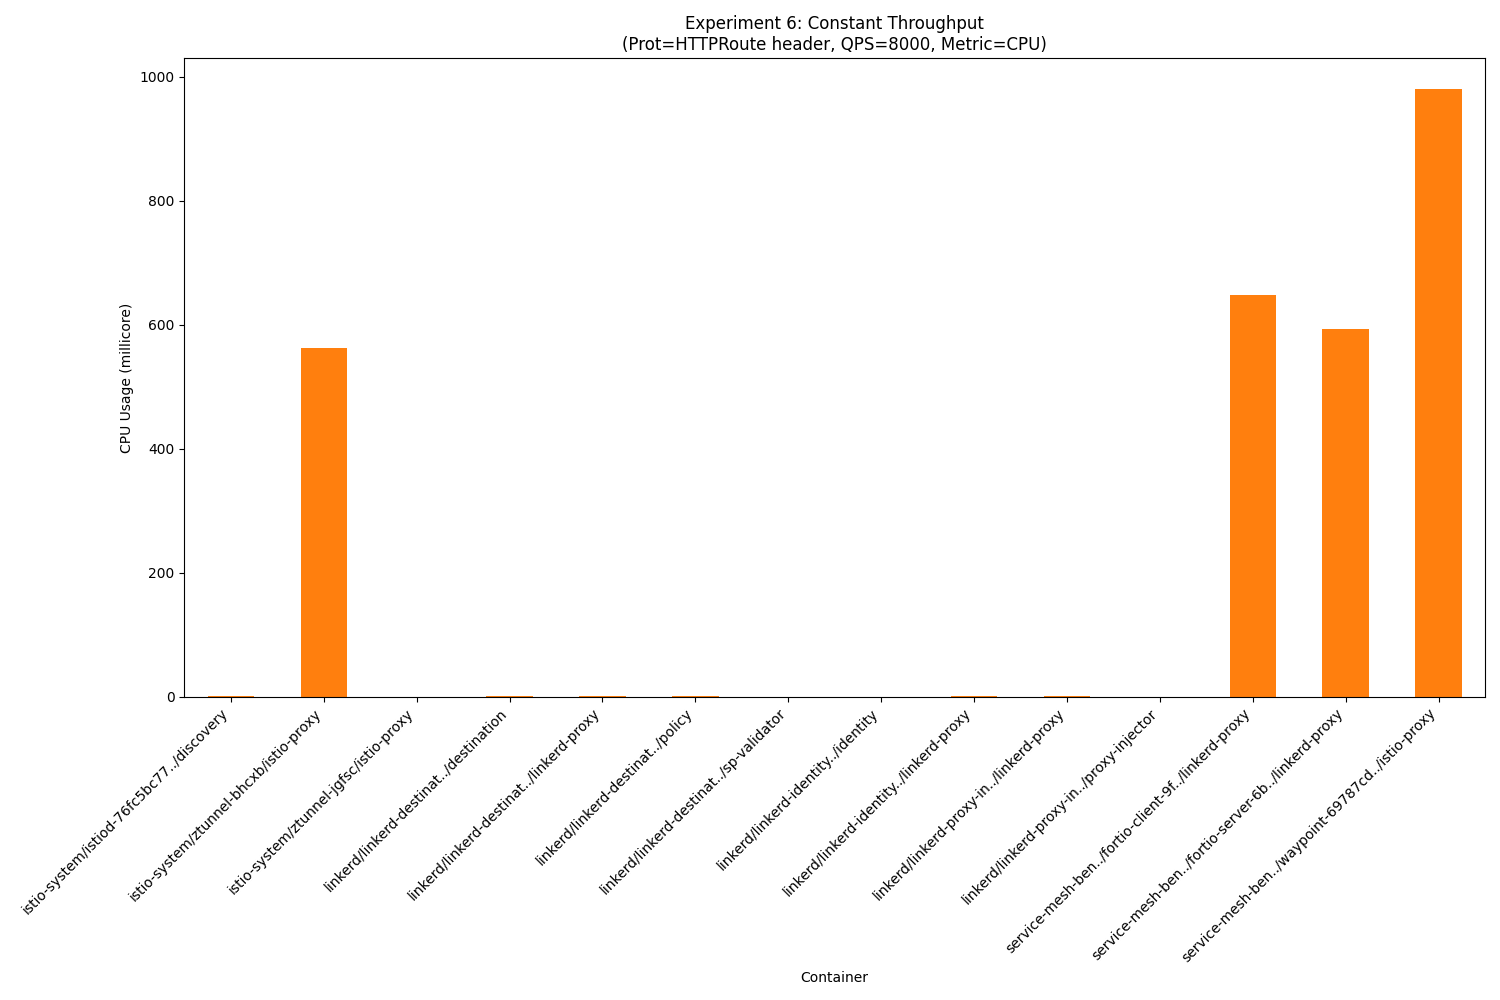 Experiment 6: Constant Throughput
(Prot=HTTPRoute header, QPS=8000, Metric=CPU)
CPU Usage (millicore)
1000
800
600
400
200
0
istio-system/istiod-76fc5bc77../discovery
istio-system/ztunnel-bhcxb/istio-proxy
istio-system/ztunnel-jgfsc/istio-proxy
linkerd/linkerd-destinat../destination
linkerd/linkerd-destinat../linkerd-proxy
linkerd/linkerd-destinat../policy
linkerd/linkerd-destinat../sp-validator
linkerd/linkerd-identity../identity
linkerd/linkerd-identity../linkerd-proxy
linkerd/linkerd-proxy-in../linkerd-proxy
linkerd/linkerd-proxy-in../proxy-injector
service-mesh-ben../fortio-client-9f../linkerd-proxy
service-mesh-ben../fortio-server-6b../linkerd-proxy
service-mesh-ben../waypoint-69787cd../istio-proxy
Container